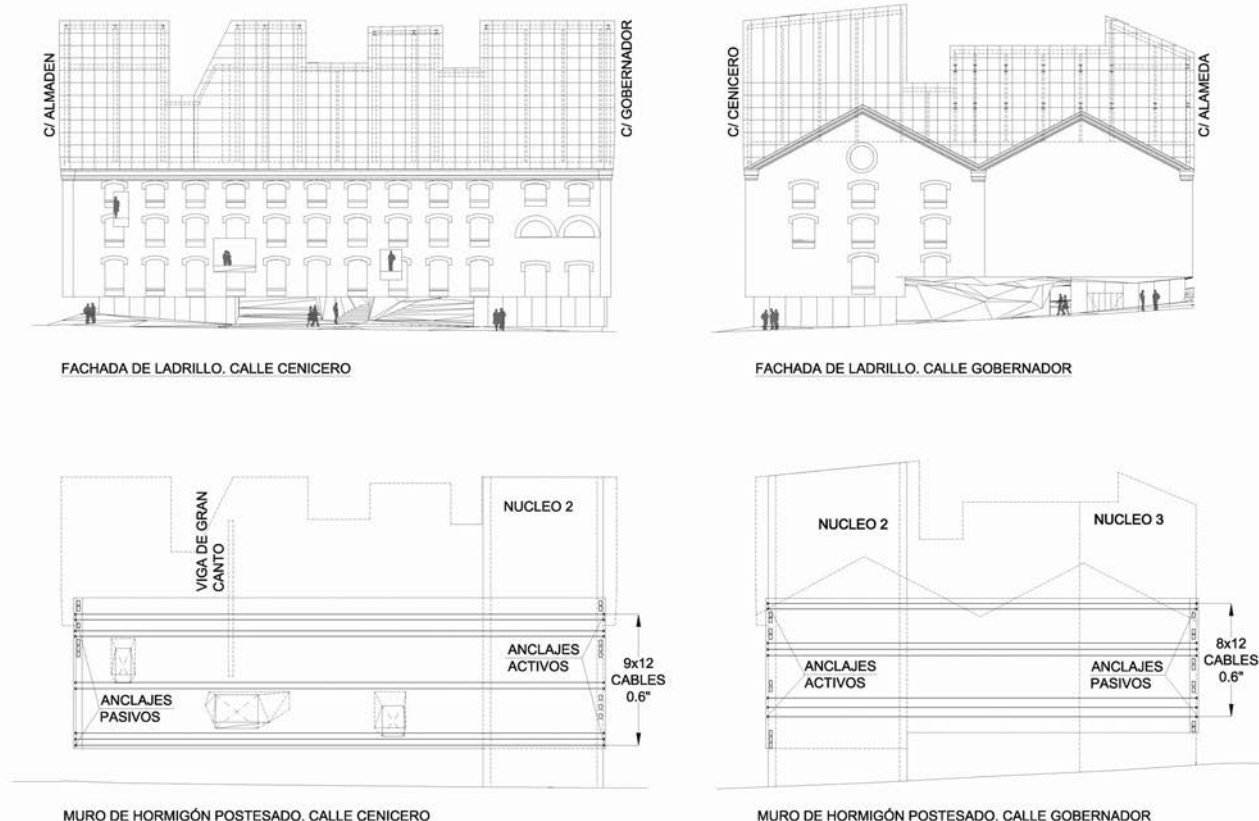 C/ ALMADEN
C/ GOBERNADOR
C/ CENICERO
C/ ALAMEDA
FACHADA DE LADRILLO. CALLE CENICERO
FACHADA DE LADRILLO. CALLE GOBERNADOR
VIGA DE GRAN
CANTO
NUCLEO 2
ANCLAJES
ACTIVOS
ANCLAJES
PASIVOS
9x12
CABLES
0.6"
NUCLEO 2
NUCLEO 3
ANCLAJES
ACTIVOS
ANCLAJES
PASIVOS
8x12
CABLES
0.6"
MURO DE HORMIGÓN POSTESADO. CALLE CENICERO
MURO DE HORMIGÓN POSTESADO. CALLE GOBERNADOR